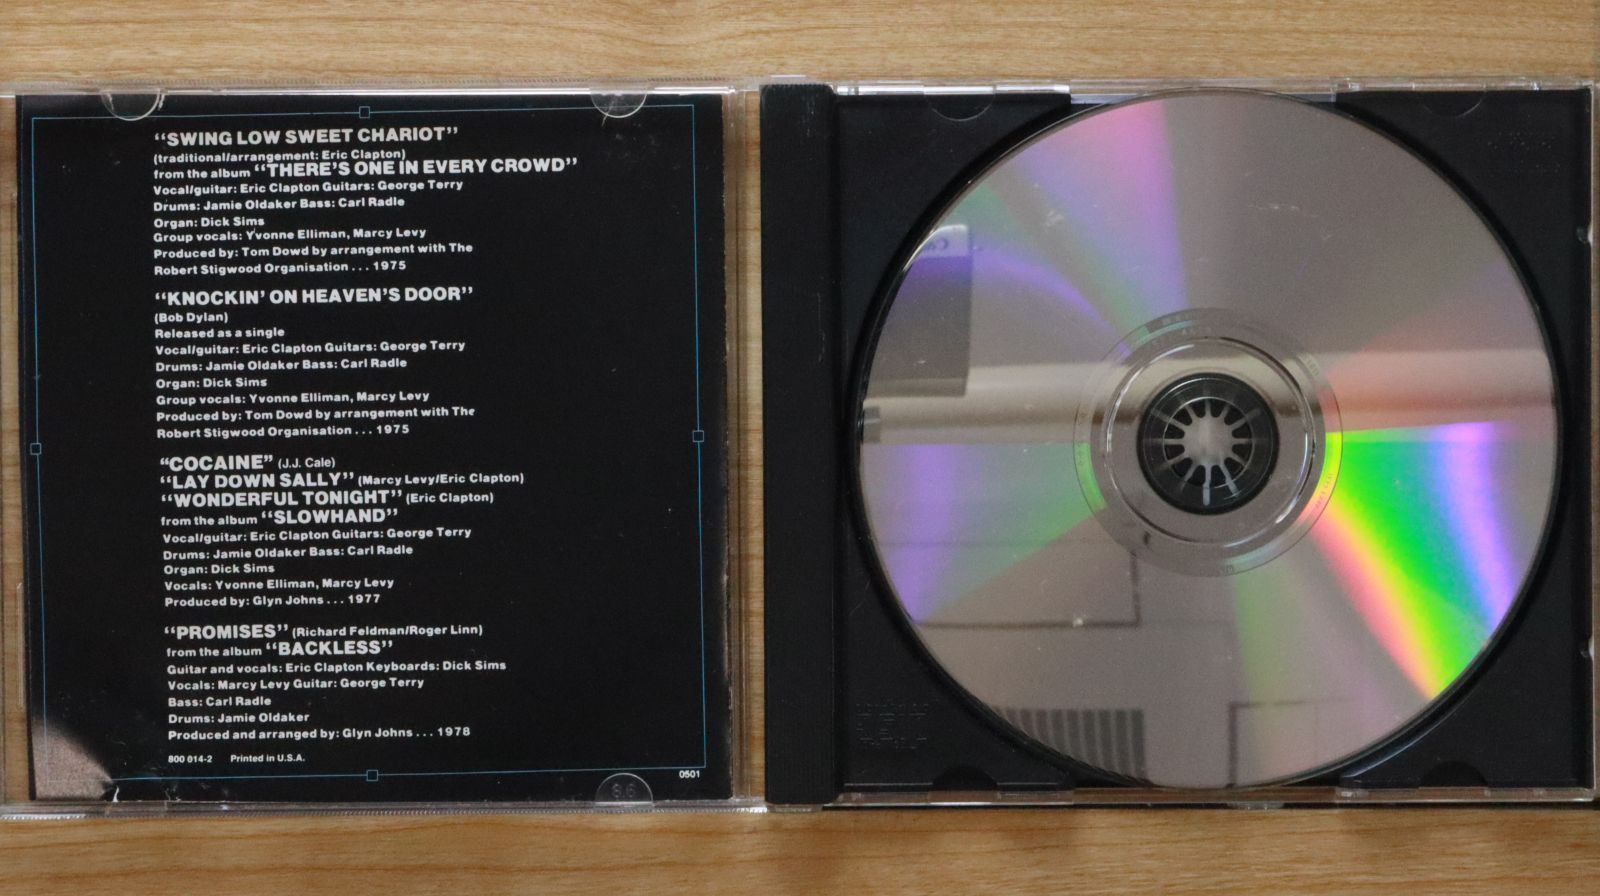 “SWING LOW SWEET CHARIOT”
(traditional/arrangement: Eric Clapton)
from the album “THERE’S ONE IN EVERY CROWD”
Vocal/guitar: Eric Clapton Guitars: George Terry
Drums: Jamie Oldaker Bass: Carl Radle
Organ: Dick Sims
Group vocals: Yvonne Elliman, Marcy Levy
Produced by: Tom Dowd by arrangement with The
Robert Stigwood Organisation . . . 1975
“KNOCKIN’ ON HEAVEN’S DOOR”
(Bob Dylan)
Released as a single
Vocal/guitar: Eric Clapton Guitars: George Terry
Drums: Jamie Oldaker Bass: Carl Radle
Organ: Dick Sims
Group vocals: Yvonne Elliman, Marcy Levy
Produced by: Tom Dowd by arrangement with The
Robert Stigwood Organisation . . . 1975
“COCAINE” (J.J. Cale)
“LAY DOWN SALLY” (Marcy Levy/Eric Clapton)
“WONDERFUL TONIGHT” (Eric Clapton)
from the album “SLOWHAND”
Vocal/guitar: Eric Clapton Guitars: George Terry
Drums: Jamie Oldaker Bass: Carl Radle
Organ: Dick Sims
Vocals: Yvonne Elliman, Marcy Levy
Produced by: Glyn Johns . . . 1977
“PROMISES” (Richard Feldman/Roger Linn)
from the album “BACKLESS”
Guitar and vocals: Eric Clapton Keyboards: Dick Sims
Vocals: Marcy Levy Guitar: George Terry
Bass: Carl Radle
Drums: Jamie Oldaker
Produced and arranged by: Glyn Johns . . . 1978
800 014-2 Printed in U.S.A.
0501